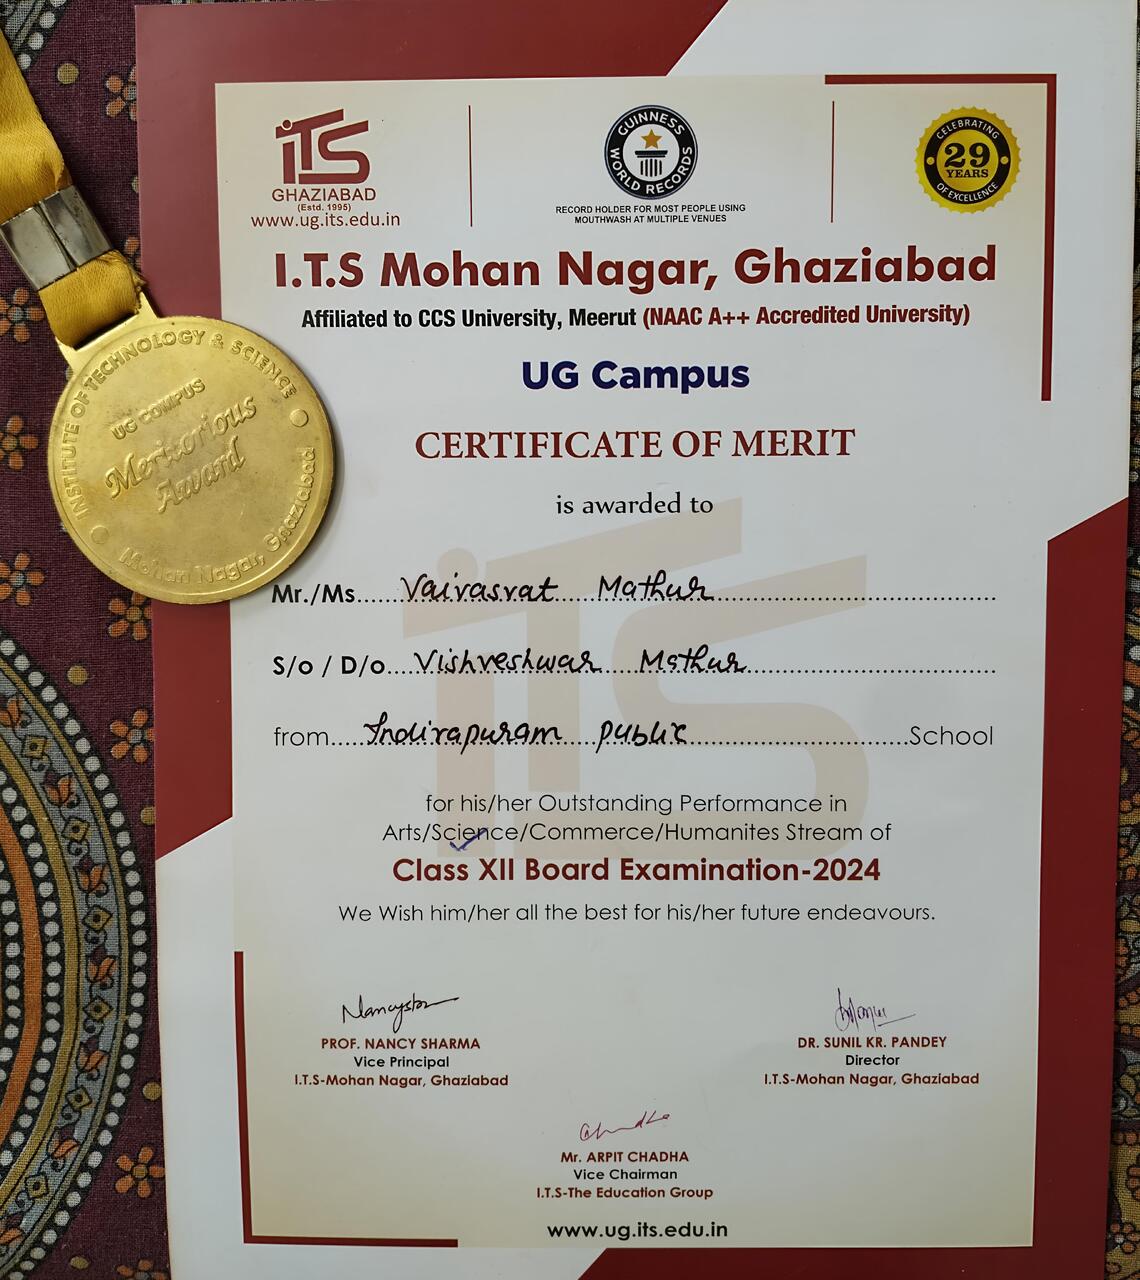 iTS
GHAZIABAD
(Estd. 1995)
www.ug.its.edu.in
GUINNESS
WORLD RECORDS
RECORD HOLDER FOR MOST PEOPLE USING
MOUTHWASH AT MULTIPLE VENUES
CELEBRATING
29
YEARS
OF EXCELLENCE
I.T.S Mohan Nagar, Ghaziabad
Affiliated to CCS University, Meerut (NAAC A++ Accredited University)
UG Campus
CERTIFICATE OF MERIT
is awarded to
INSTITUTE OF TECHNOLOGY & SCIENCE
UG COMPUS
Meritorious
Award
Mohan Nagar, Ghaziabad
Mr./Ms. Vairasvat Mathur
S/o / D/o Vishveshwar Mathur
from Indirapuram public School
for his/her Outstanding Performance in
Arts/Science/Commerce/Humanites Stream of
Class XII Board Examination-2024
We Wish him/her all the best for his/her future endeavours.
PROF. NANCY SHARMA
Vice Principal
I.T.S-Mohan Nagar, Ghaziabad
DR. SUNIL KR. PANDEY
Director
I.T.S-Mohan Nagar, Ghaziabad
Mr. ARPIT CHADHA
Vice Chairman
I.T.S-The Education Group
www.ug.its.edu.in